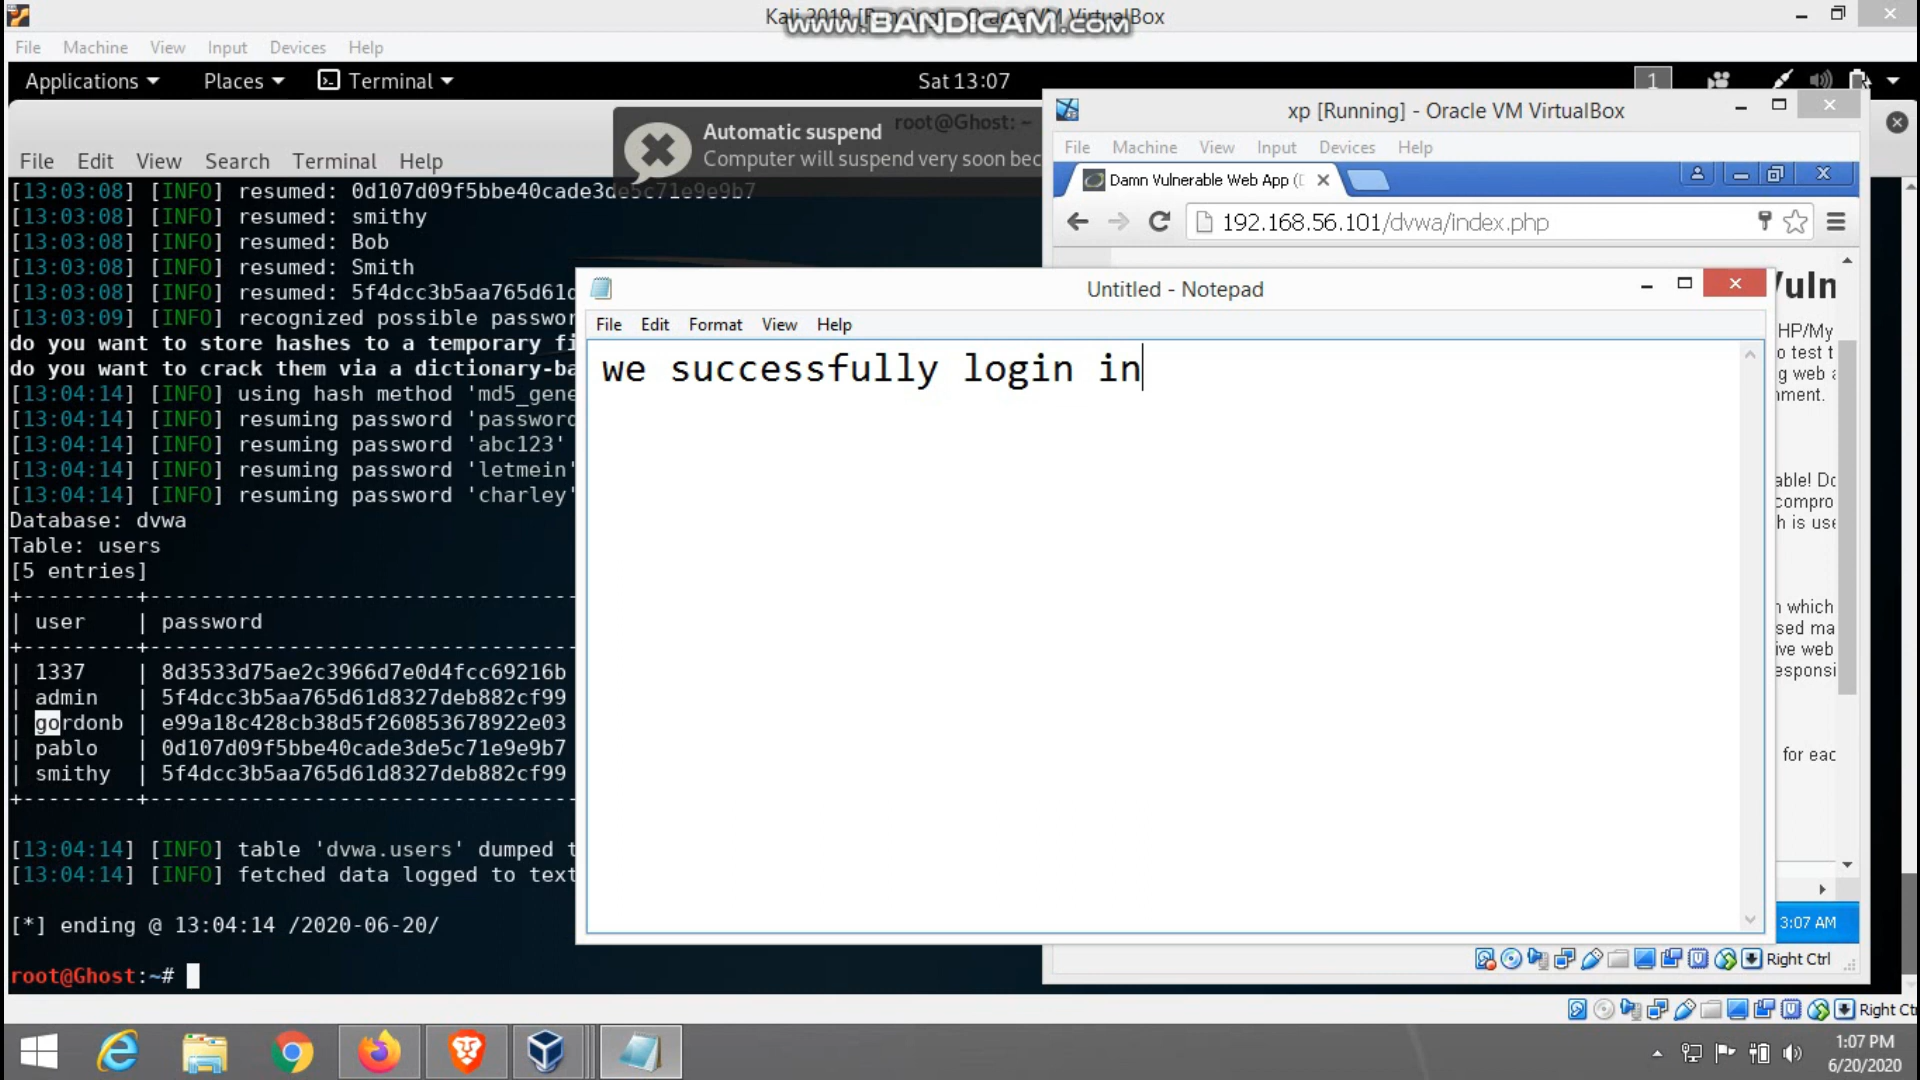 Kali 2019 [Running] - Oracle VM VirtualBox
www.BANDICAM.com
File Machine View Input Devices Help
Applications Places Terminal Sat 13:07 1
root@Ghost: ~
Automatic suspend
Computer will suspend very soon bec
File Edit View Search Terminal Help
[13:03:08] [INFO] resumed: 0d107d09f5bbe40cade3de5c71e9e9b7
[13:03:08] [INFO] resumed: smithy
[13:03:08] [INFO] resumed: Bob
[13:03:08] [INFO] resumed: Smith
[13:03:08] [INFO] resumed: 5f4dcc3b5aa765d61d
[13:03:09] [INFO] recognized possible passwor
do you want to store hashes to a temporary fi
do you want to crack them via a dictionary-ba
[13:04:14] [INFO] using hash method 'md5_gene
[13:04:14] [INFO] resuming password 'password
[13:04:14] [INFO] resuming password 'abc123'
[13:04:14] [INFO] resuming password 'letmein'
[13:04:14] [INFO] resuming password 'charley'
Database: dvwa
Table: users
[5 entries]
| user | password
| 1337 | 8d3533d75ae2c3966d7e0d4fcc69216b
| admin | 5f4dcc3b5aa765d61d8327deb882cf99
| gordonb | e99a18c428cb38d5f260853678922e03
| pablo | 0d107d09f5bbe40cade3de5c71e9e9b7
| smithy | 5f4dcc3b5aa765d61d8327deb882cf99
[13:04:14] [INFO] table 'dvwa.users' dumped t
[13:04:14] [INFO] fetched data logged to text
[*] ending @ 13:04:14 /2020-06-20/
root@Ghost:~#
xp [Running] - Oracle VM VirtualBox
File Machine View Input Devices Help
Damn Vulnerable Web App (
192.168.56.101/dvwa/index.php
Vuln
HP/My
o test t
g web a
nment.
able! Do
compro
h is use
n which
sed ma
ive web
esponsi
for eac
3:07 AM
Right Ctrl
Untitled - Notepad
File Edit Format View Help
we successfully login in
Right Ct
1:07 PM
6/20/2020